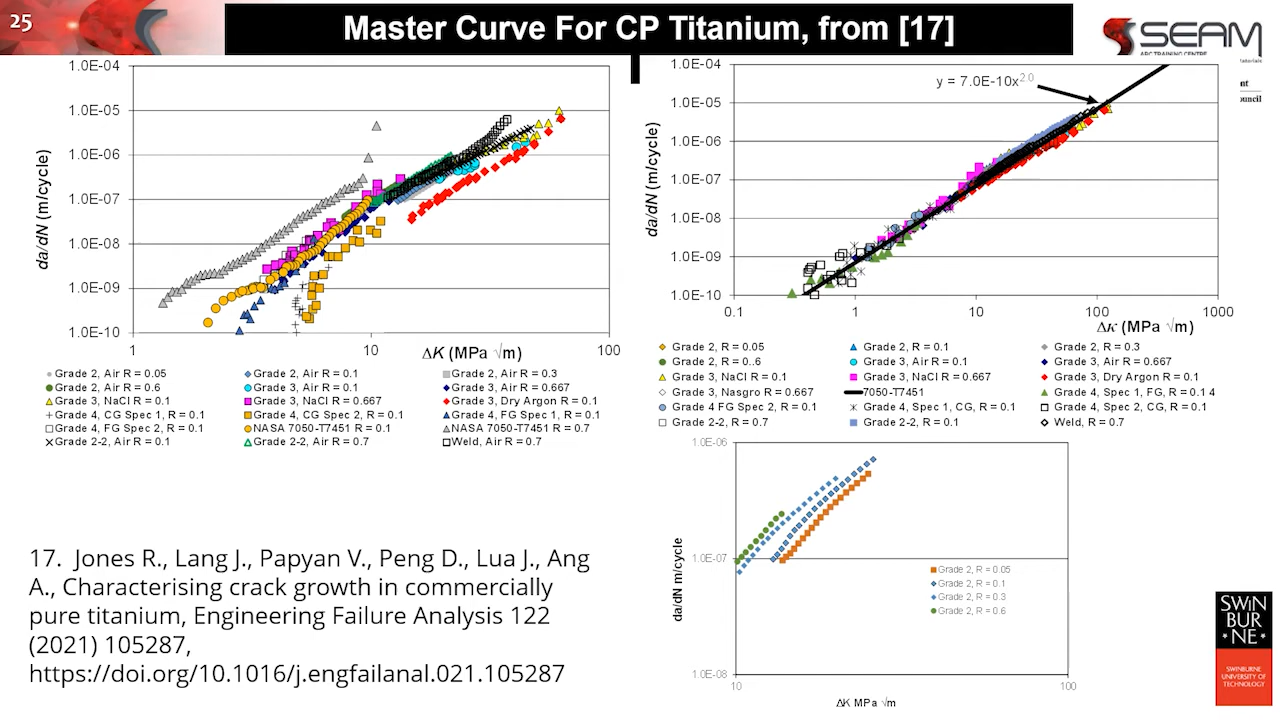 25
Master Curve For CP Titanium, from [17]
SEAM
ARC TRAINING CENTRE
1.0E-04
1.0E-05
1.0E-06
1.0E-07
1.0E-08
1.0E-09
1.0E-10
da/dN (m/cycle)
1
10
100
ΔK (MPa √m)
Grade 2, Air R = 0.05
Grade 2, Air R = 0.1
Grade 2, Air R = 0.3
Grade 2, Air R = 0.6
Grade 3, Air R = 0.1
Grade 3, Air R = 0.667
Grade 3, NaCl R = 0.1
Grade 3, NaCl R = 0.667
Grade 3, Dry Argon R = 0.1
Grade 4, CG Spec 1, R = 0.1
Grade 4, CG Spec 2, R = 0.1
Grade 4, FG Spec 1, R = 0.1
Grade 4, FG Spec 2, R = 0.1
NASA 7050-T7451 R = 0.1
NASA 7050-T7451 R = 0.7
Grade 2-2, Air R = 0.1
Grade 2-2, Air R = 0.7
Weld, Air R = 0.7
1.0E-04
1.0E-05
1.0E-06
1.0E-07
1.0E-08
1.0E-09
1.0E-10
da/dN (m/cycle)
y = 7.0E-10x2.0
0.1
1
10
100
1000
Δκ (MPa √m)
Grade 2, R = 0.05
Grade 2, R = 0.1
Grade 2, R = 0.3
Grade 2, R = 0..6
Grade 3, Air R = 0.1
Grade 3, Air R = 0.667
Grade 3, NaCl R = 0.1
Grade 3, NaCl R = 0.667
Grade 3, Dry Argon R = 0.1
Grade 3, Nasgro R = 0.667
7050-T7451
Grade 4, Spec 1, FG, R = 0.1 4
Grade 4 FG Spec 2, R = 0.1
Grade 4, Spec 1, CG, R = 0.1
Grade 4, Spec 2, CG, R = 0.1
Grade 2-2, R = 0.7
Grade 2-2, R = 0.1
Weld, R = 0.7
1.0E-06
1.0E-07
1.0E-08
da/dN m/cycle
Grade 2, R = 0.05
Grade 2, R = 0.1
Grade 2, R = 0.3
Grade 2, R = 0.6
10
100
ΔK MPa √m
17. Jones R., Lang J., Papyan V., Peng D., Lua J., Ang
A., Characterising crack growth in commercially
pure titanium, Engineering Failure Analysis 122
(2021) 105287,
https://doi.org/10.1016/j.engfailanal.021.105287
SWIN
BUR
* NE *
SWINBURNE
UNIVERSITY OF
TECHNOLOGY